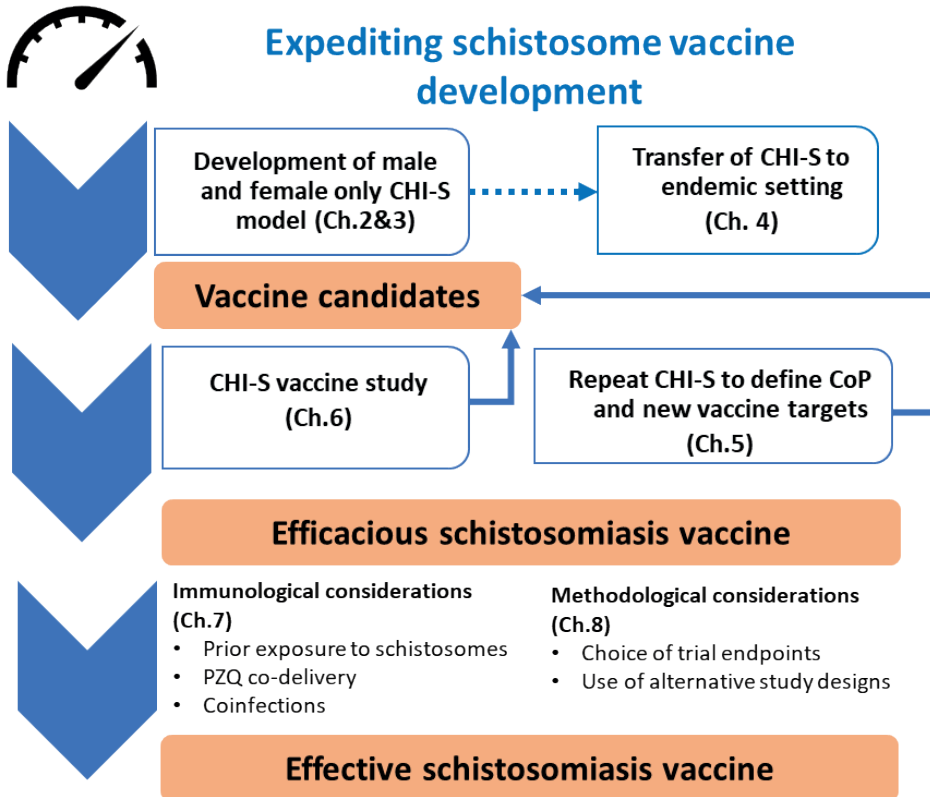 Expediting schistosome vaccine
development
Development of male
and female only CHI-S
model (Ch.2&3)
Transfer of CHI-S to
endemic setting
(Ch. 4)
Vaccine candidates
CHI-S vaccine study
(Ch.6)
Repeat CHI-S to define CoP
and new vaccine targets
(Ch.5)
Efficacious schistosomiasis vaccine
Immunological considerations
(Ch.7)
• Prior exposure to schistosomes
• PZQ co-delivery
• Coinfections
Methodological considerations
(Ch.8)
• Choice of trial endpoints
• Use of alternative study designs
Effective schistosomiasis vaccine